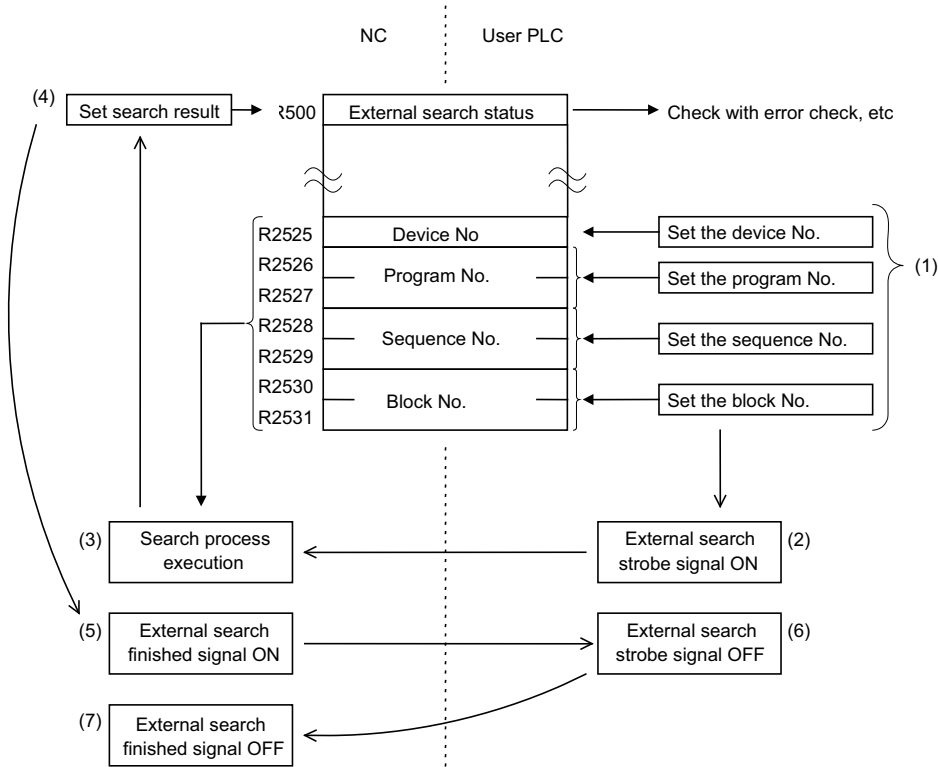 NC
User PLC
(4)
Set search result
R500
External search status
Check with error check, etc
R2525
Device No
Set the device No.
(1)
R2526
Program No.
Set the program No.
R2527
R2528
Sequence No.
Set the sequence No.
R2529
R2530
Block No.
Set the block No.
R2531
(3)
Search process
execution
External search
strobe signal ON
(2)
(5)
External search
finished signal ON
External search
strobe signal OFF
(6)
(7)
External search
finished signal OFF